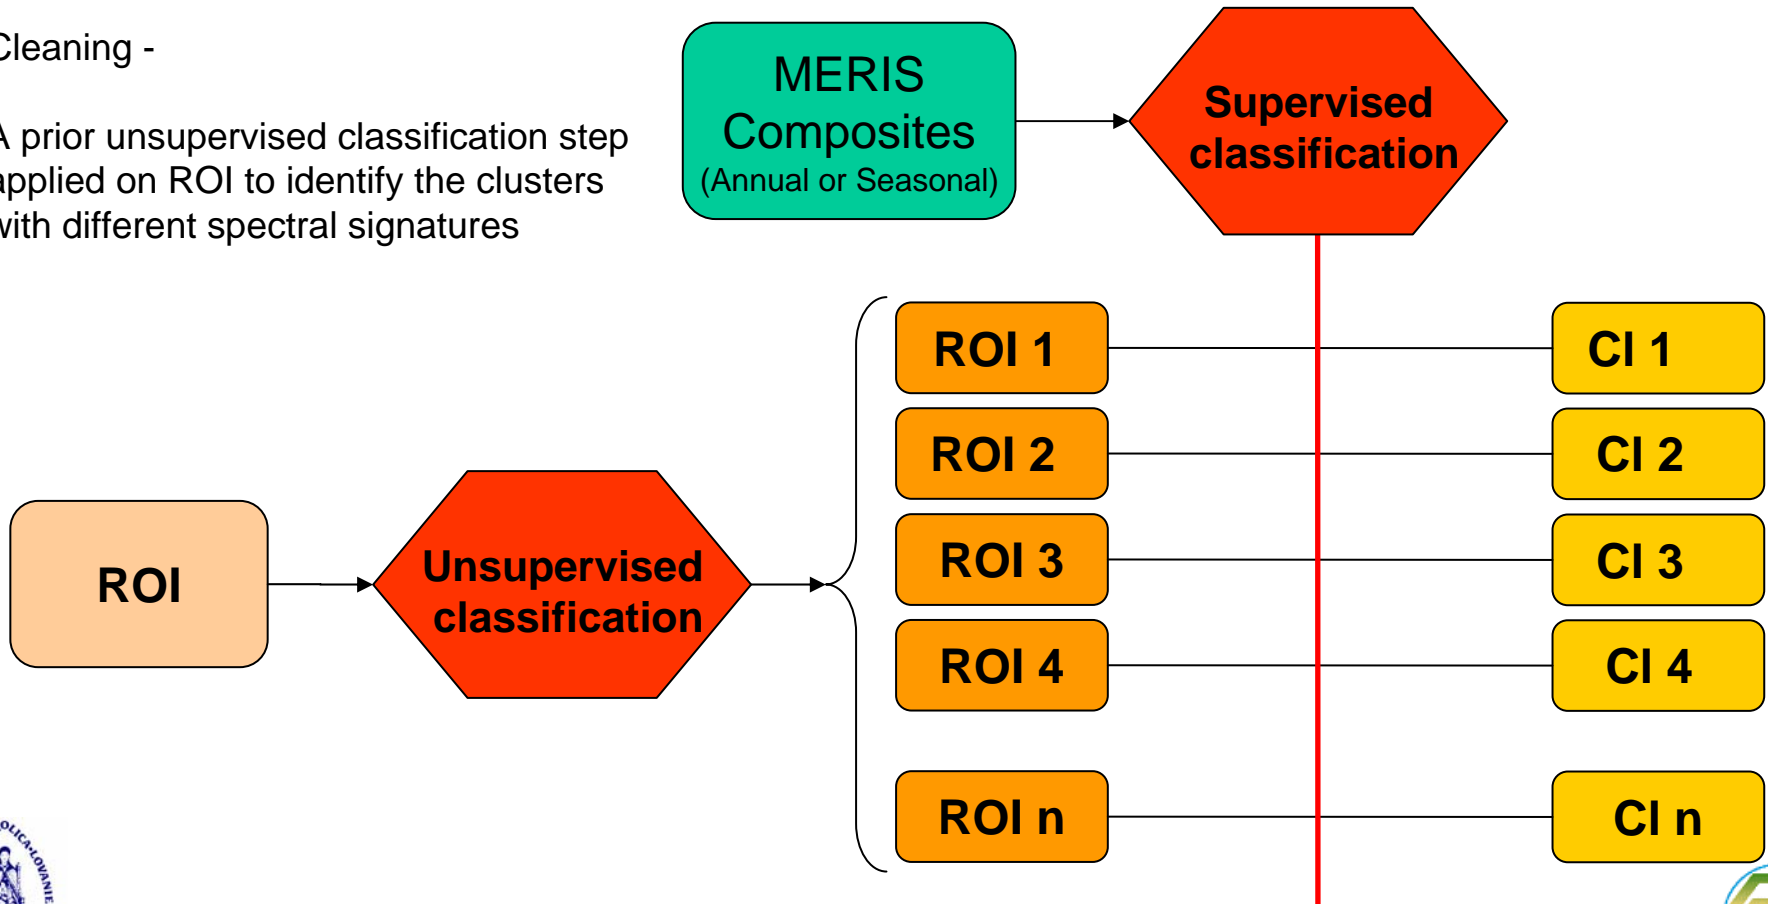 Cleaning -
A prior unsupervised classification step
applied on ROI to identify the clusters
with different spectral signatures
MERIS
Composites
(Annual or Seasonal)
Supervised
classification
ROI
Unsupervised
classification
ROI 1
ROI 2
ROI 3
ROI 4
ROI n
Cl 1
Cl 2
Cl 3
Cl 4
Cl n